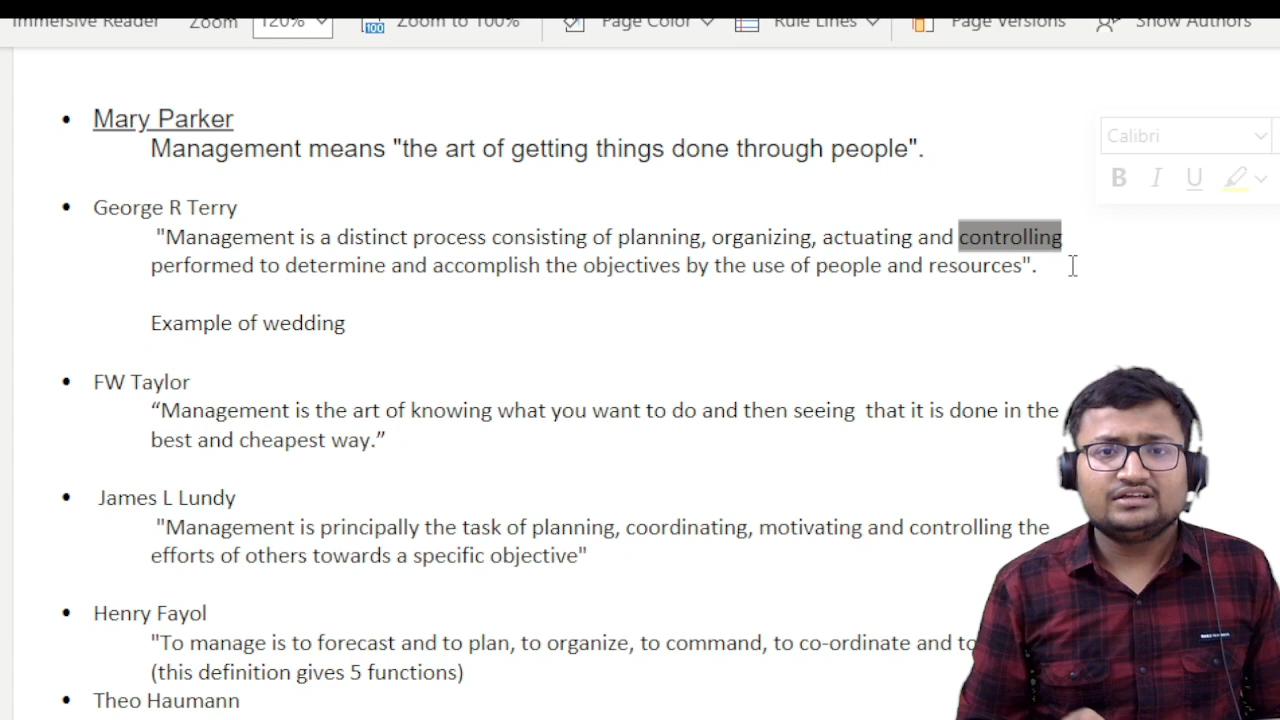 Immersive Reader Zoom 120% Zoom to 100% Page Color Rule Lines Page Versions Show Authors
100
• Mary Parker
Management means "the art of getting things done through people".
Calibri
B I U
• George R Terry
"Management is a distinct process consisting of planning, organizing, actuating and controlling
performed to determine and accomplish the objectives by the use of people and resources".
Example of wedding
• FW Taylor
“Management is the art of knowing what you want to do and then seeing  that it is done in the
best and cheapest way.”
• James L Lundy
"Management is principally the task of planning, coordinating, motivating and controlling the
efforts of others towards a specific objective"
• Henry Fayol
"To manage is to forecast and to plan, to organize, to command, to co-ordinate and to
(this definition gives 5 functions)
• Theo Haumann